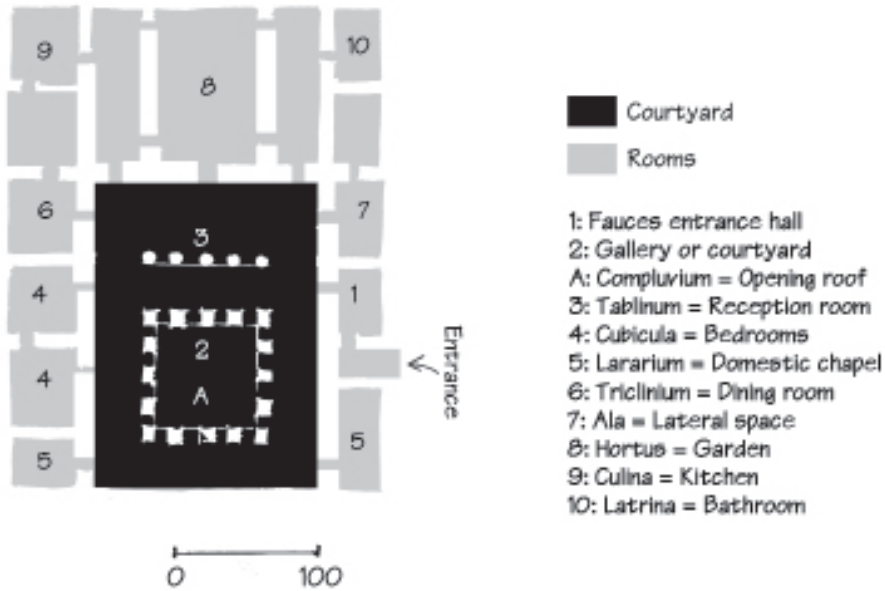 9
10
8
6
3
7
4
1
2
4
A
5
5
Entrance
0 100
Courtyard
Rooms
1: Fauces entrance hall
2: Gallery or courtyard
A: Compluvium = Opening roof
3: Tablinum = Reception room
4: Cubicula = Bedrooms
5: Lararium = Domestic chapel
6: Triclinium = Dining room
7: Ala = Lateral space
8: Hortus = Garden
9: Culina = Kitchen
10: Latrina = Bathroom